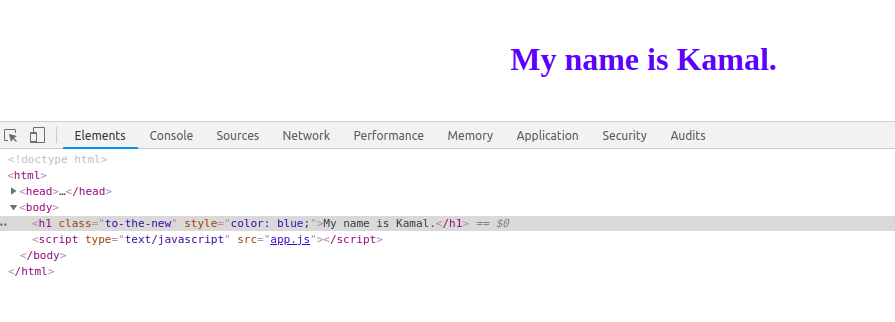 My name is Kamal.
Elements Console Sources Network Performance Memory Application Security Audits
<!doctype html>
<html>
<head>…</head>
<body>
<h1 class="to-the-new" style="color: blue;">My name is Kamal.</h1> == $0
<script type="text/javascript" src="app.js"></script>
</body>
</html>